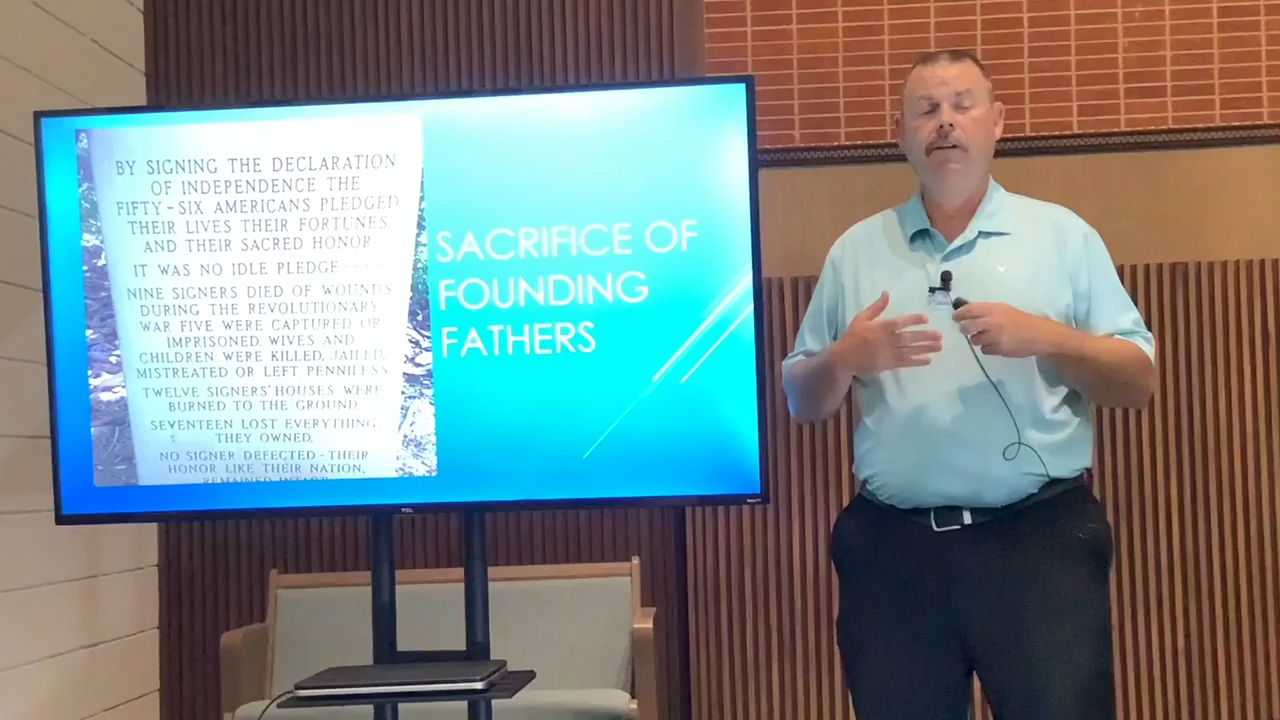 BY SIGNING THE DECLARATION
OF INDEPENDENCE THE
FIFTY-SIX AMERICANS PLEDGED
THEIR LIVES THEIR FORTUNES
AND THEIR SACRED HONOR
IT WAS NO IDLE PLEDGE----
NINE SIGNERS DIED OF WOUNDS
DURING THE REVOLUTIONARY
WAR FIVE WERE CAPTURED OR
IMPRISONED. WIVES AND
CHILDREN WERE KILLED, JAILED,
MISTREATED OR LEFT PENNILESS
TWELVE SIGNERS' HOUSES WERE
BURNED TO THE GROUND
SEVENTEEN LOST EVERYTHING
THEY OWNED.
NO SIGNER DEFECTED-THEIR
HONOR LIKE THEIR NATION,
REMAINED
SACRIFICE OF
FOUNDING
FATHERS
TCL